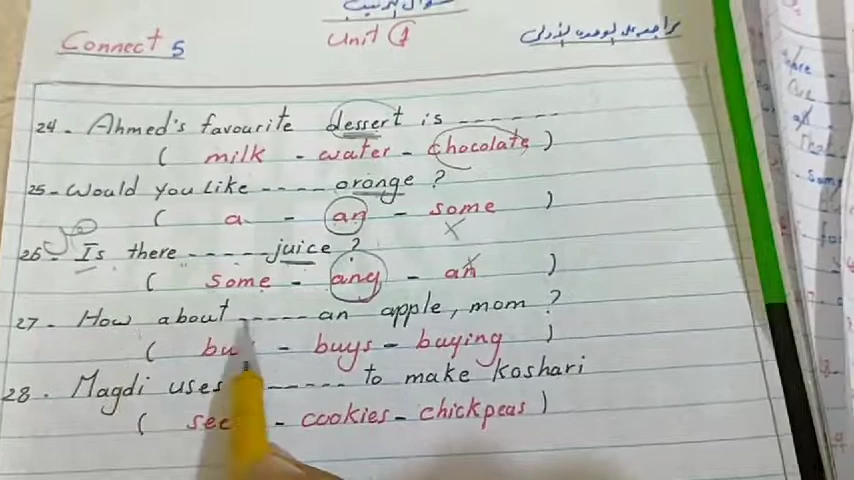 Connect 5
Unit 1
24 - Ahmed's favourite dessert is ---------
( milk - water - chocolate )
25 - Would you like ---- orange ?
( a - an - some )
26 - Is there ----- juice ?
( some - any - an )
27 - How about ----- an apple, mom ?
( - buys - buying )
28 . Magdi uses ----- to make koshari
( - cookies - chickpeas )